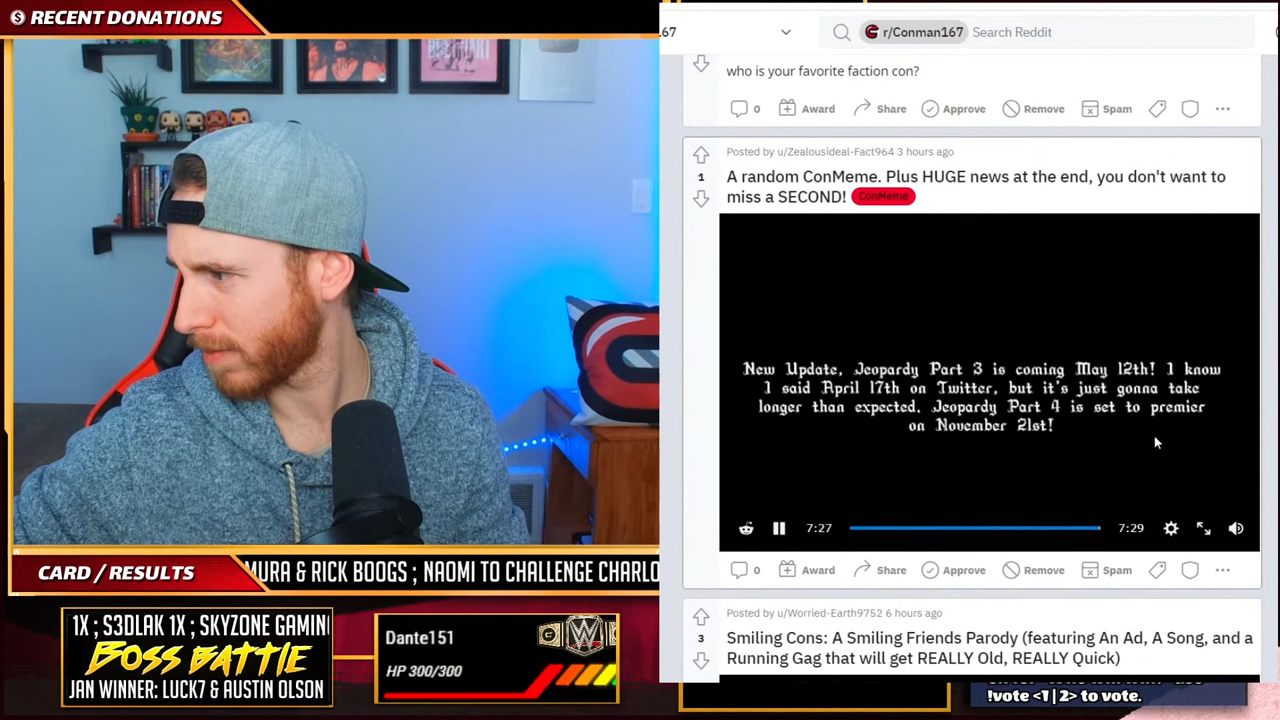 RECENT DONATIONS
.67
r/Conman167 Search Reddit
who is your favorite faction con?
0 Award Share Approve Remove Spam
Posted by u/Zealousideal-Fact964 3 hours ago
1
A random ConMeme. Plus HUGE news at the end, you don't want to
miss a SECOND! ConMeme
New Update, Jeopardy Part 3 is coming May 12th! I know
I said April 17th on Twitter, but it's just gonna take
longer than expected. Jeopardy Part 4 is set to premier
on November 21st!
7:27 7:29
0 Award Share Approve Remove Spam
Posted by u/Worried-Earth9752 6 hours ago
3
Smiling Cons: A Smiling Friends Parody (featuring An Ad, A Song, and a
Running Gag that will get REALLY Old, REALLY Quick)
CARD / RESULTS
MURA & RICK BOOGS ; NAOMI TO CHALLENGE CHARLO
1X ; S3DLAK 1X ; SKYZONE GAMIN
BOSS BATTLE
JAN WINNER: LUCK7 & AUSTIN OLSON
Dante151
HP 300/300
!vote <1 | 2> to vote.